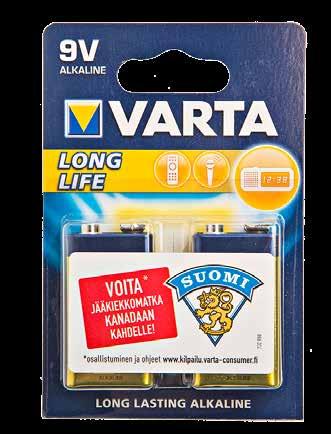 9V
ALKALINE
VARTA
LONG
LIFE
12:38
VOITA*
JÄÄKIEKKOMATKA
KANADAAN
KAHDELLE!
SUOMI
*osallistuminen ja ohjeet www.kilpailu.varta-consumer.fi
ALKALINE
LONG LASTING ALKALINE